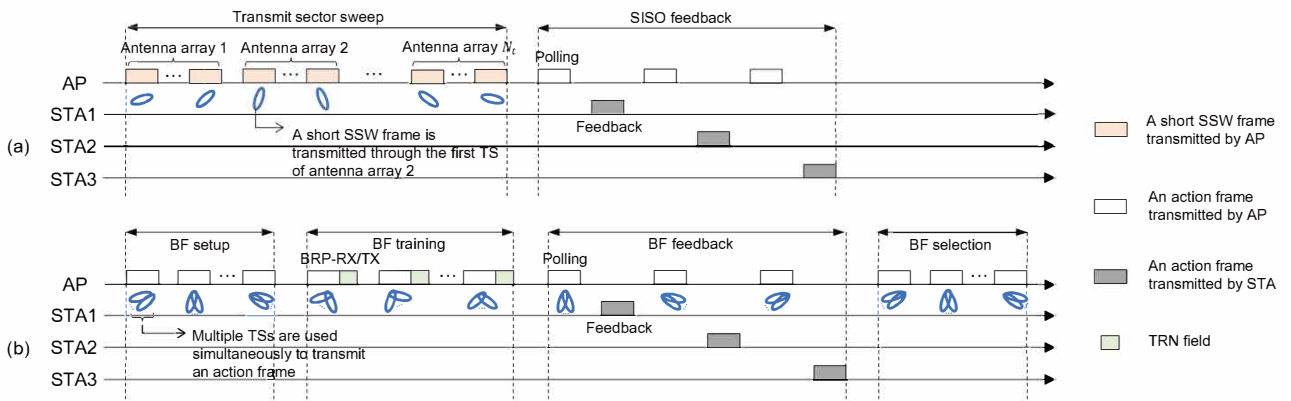 Transmit sector sweep
SISO feedback
Antenna array 1
Antenna array 2
Antenna array Nt
Polling
AP
...
...
...
...
STA1
Feedback
A short SSW frame is
transmitted through the first TS
of antenna array 2
(a)
STA2
STA3
A short SSW frame
transmitted by AP
An action frame
transmitted by AP
An action frame
transmitted by STA
TRN field
BF setup
BF training
BF feedback
BF selection
BRP-RX/TX
Polling
AP
...
...
...
STA1
Feedback
Multiple TSs are used
simultaneously to transmit
an action frame
(b)
STA2
STA3